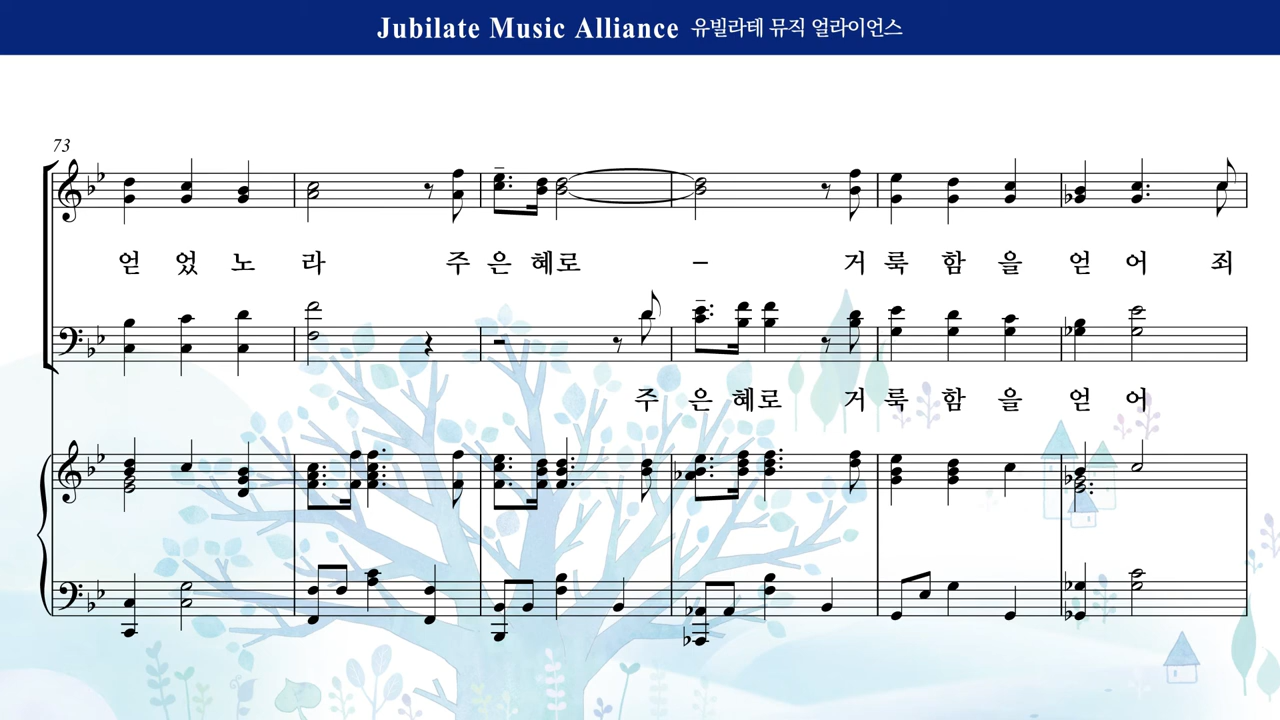 Jubilate Music Alliance 유빌라테 뮤직 얼라이언스
73
얻 었 노 라 주 은 혜로 – 거 룩 함 을 얻 어 죄
주 은 혜로 거 룩 함 을 얻 어